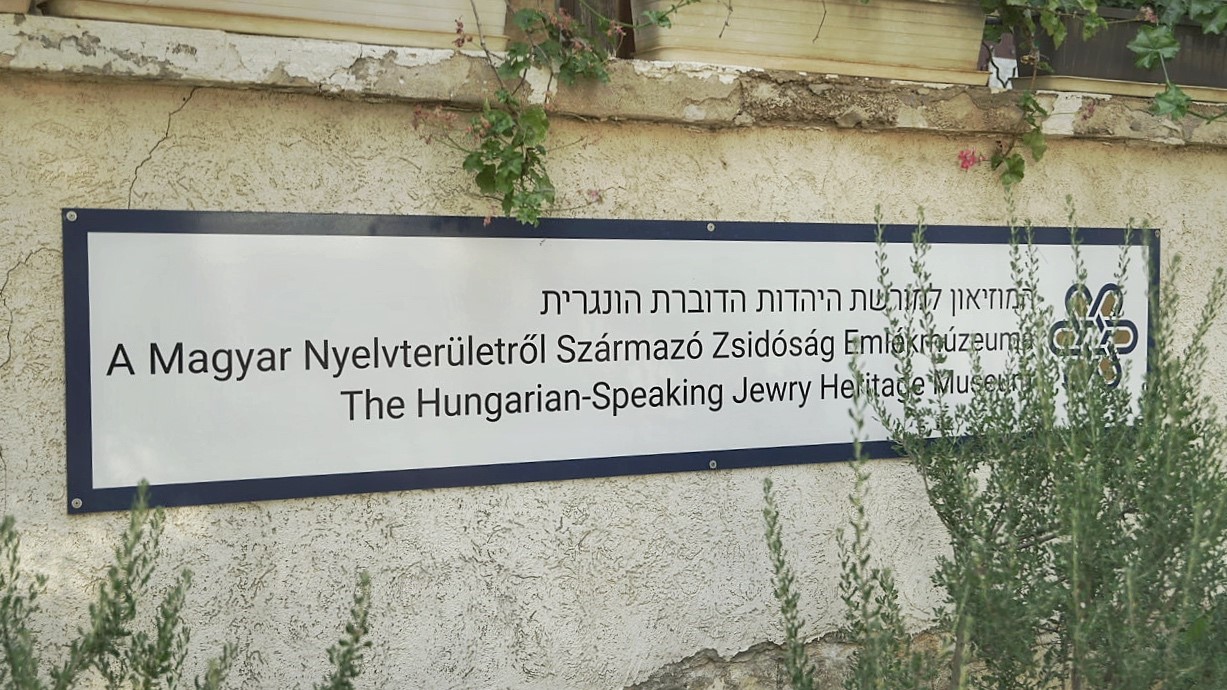 המוזיאון למורשת היהדות הדוברת הונגרית
A Magyar Nyelvterületről Származó Zsidóság Emlékmúzeuma
The Hungarian-Speaking Jewry Heritage Museum